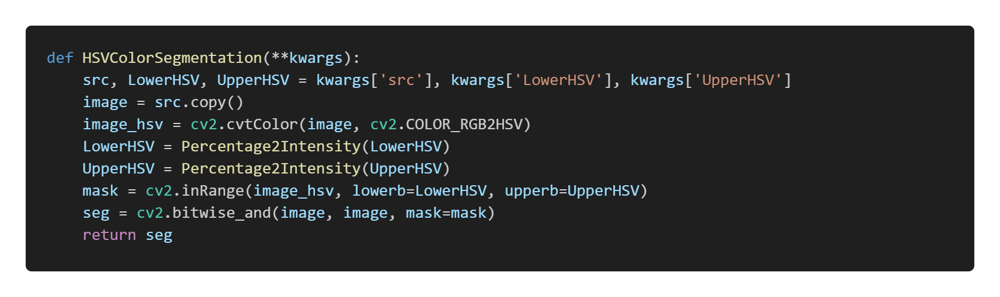 def HSVColorSegmentation(**kwargs):
    src, LowerHSV, UpperHSV = kwargs['src'], kwargs['LowerHSV'], kwargs['UpperHSV']
    image = src.copy()
    image_hsv = cv2.cvtColor(image, cv2.COLOR_RGB2HSV)
    LowerHSV = Percentage2Intensity(LowerHSV)
    UpperHSV = Percentage2Intensity(UpperHSV)
    mask = cv2.inRange(image_hsv, lowerb=LowerHSV, upperb=UpperHSV)
    seg = cv2.bitwise_and(image, image, mask=mask)
    return seg